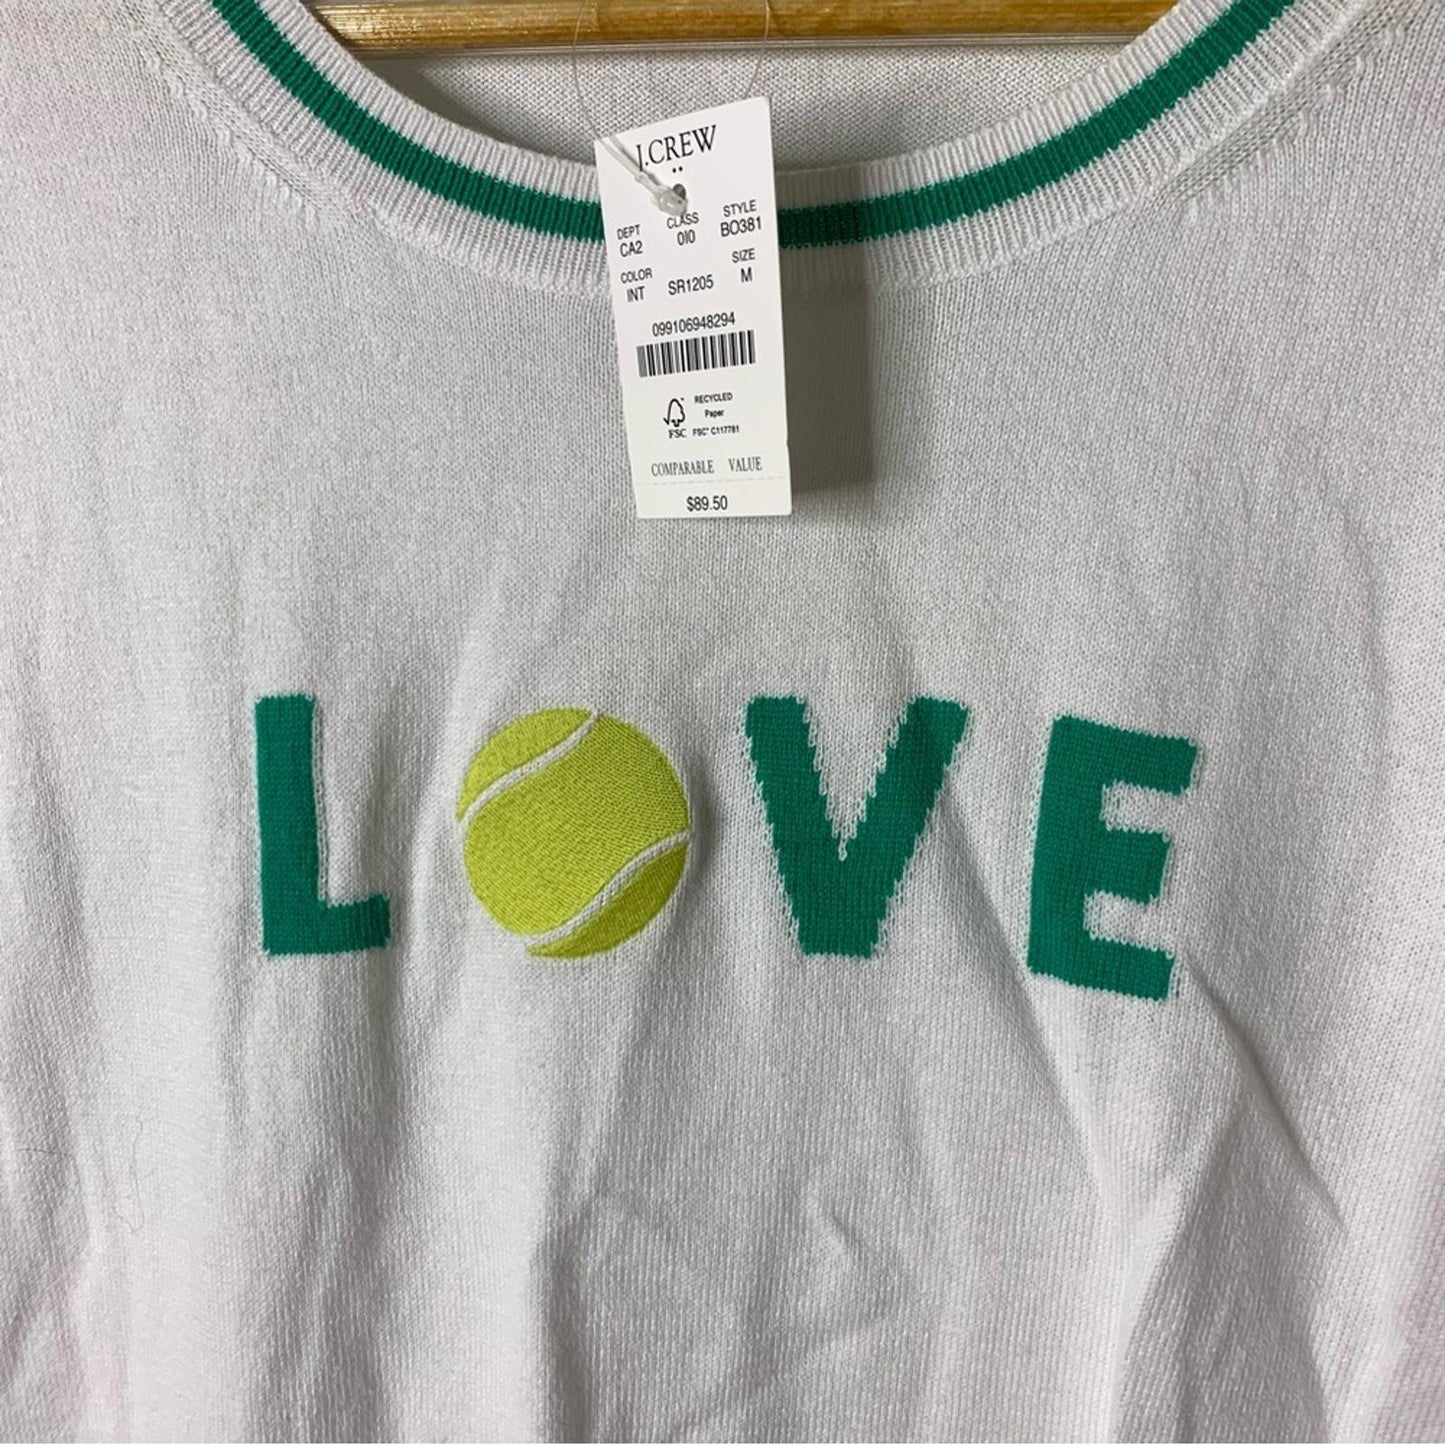 J.CREW
DEPT CLASS STYLE
CA2 010 BO381
COLOR SIZE
INT SR1205 M
099106948294
RECYCLED
Paper
FSC FSC® C117781
COMPARABLE VALUE
$89.50
L VE